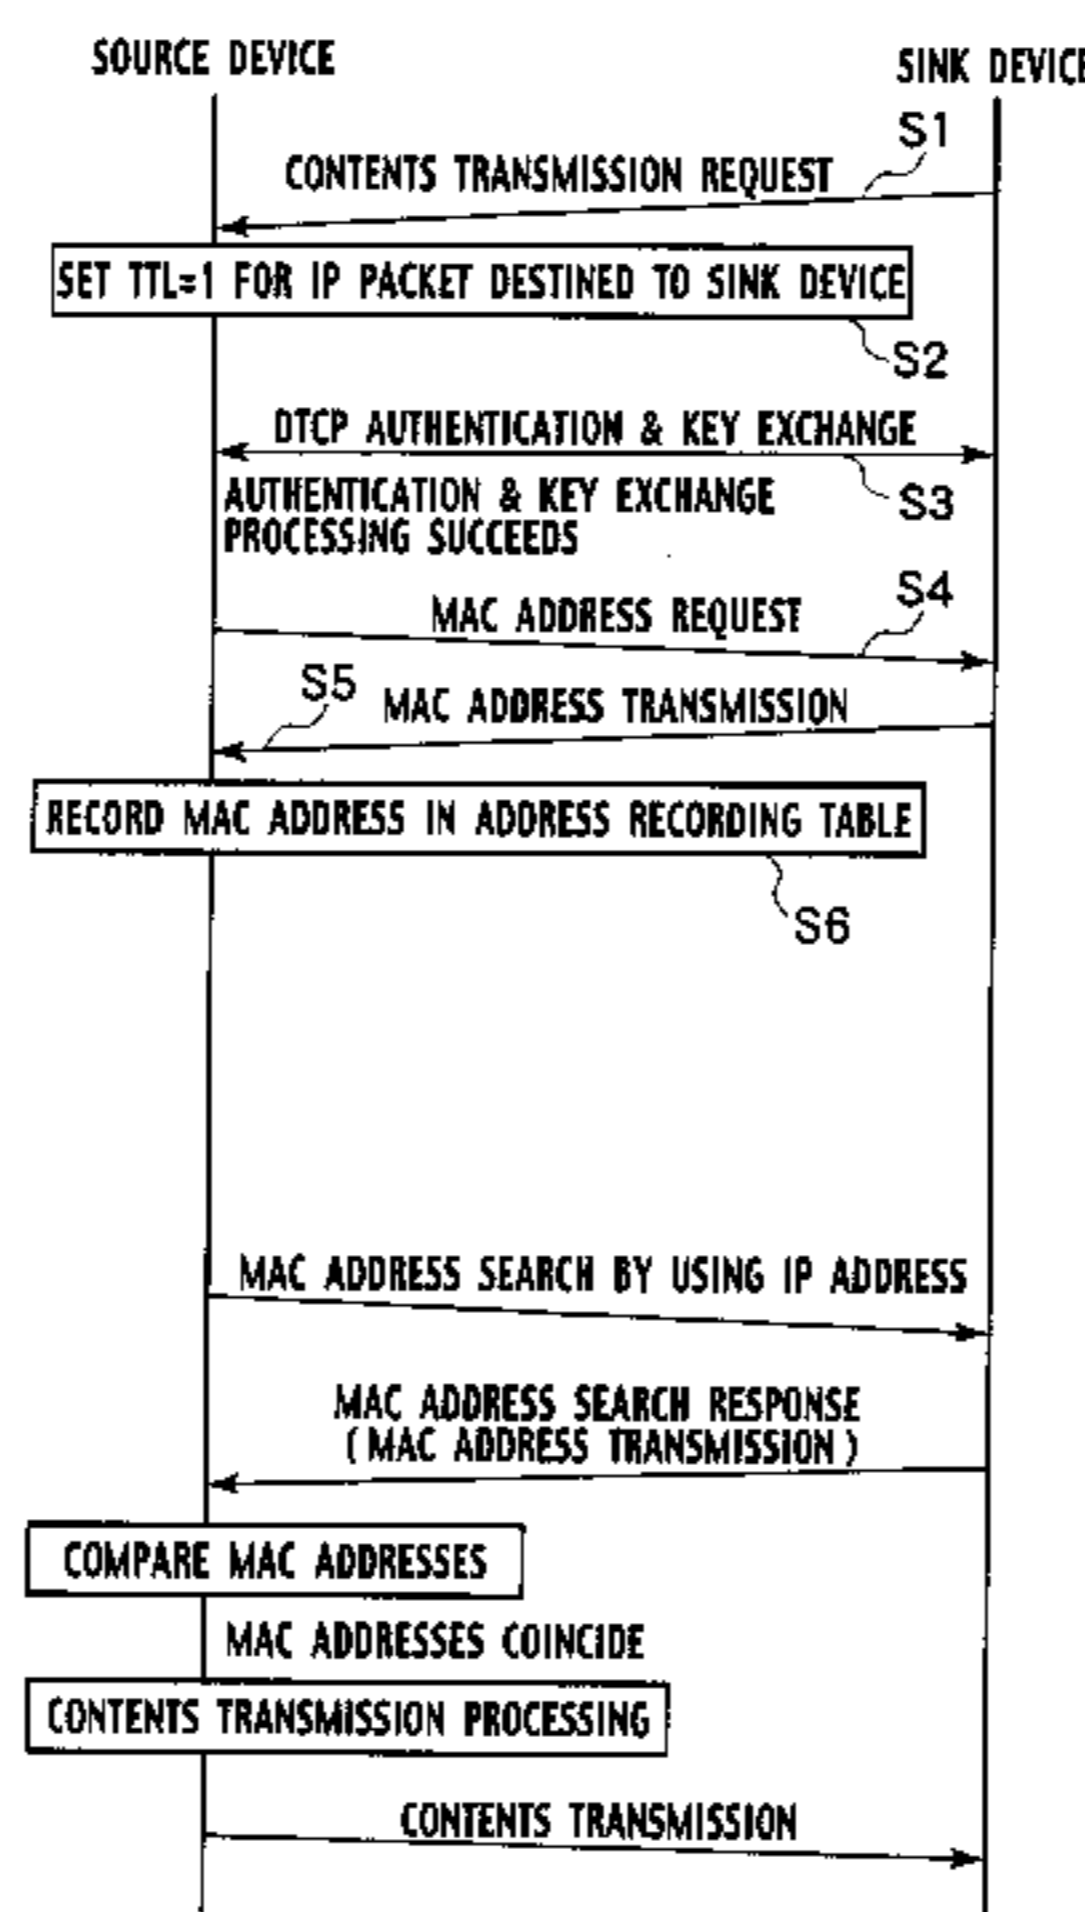 SOURCE DEVICE
SINK DEVICE
S1
CONTENTS TRANSMISSION REQUEST
SET TTL=1 FOR IP PACKET DESTINED TO SINK DEVICE
S2
DTCP AUTHENTICATION & KEY EXCHANGE
S3
AUTHENTICATION & KEY EXCHANGE
PROCESSING SUCCEEDS
S4
MAC ADDRESS REQUEST
S5
MAC ADDRESS TRANSMISSION
RECORD MAC ADDRESS IN ADDRESS RECORDING TABLE
S6
MAC ADDRESS SEARCH BY USING IP ADDRESS
MAC ADDRESS SEARCH RESPONSE
(MAC ADDRESS TRANSMISSION)
COMPARE MAC ADDRESSES
MAC ADDRESSES COINCIDE
CONTENTS TRANSMISSION PROCESSING
CONTENTS TRANSMISSION